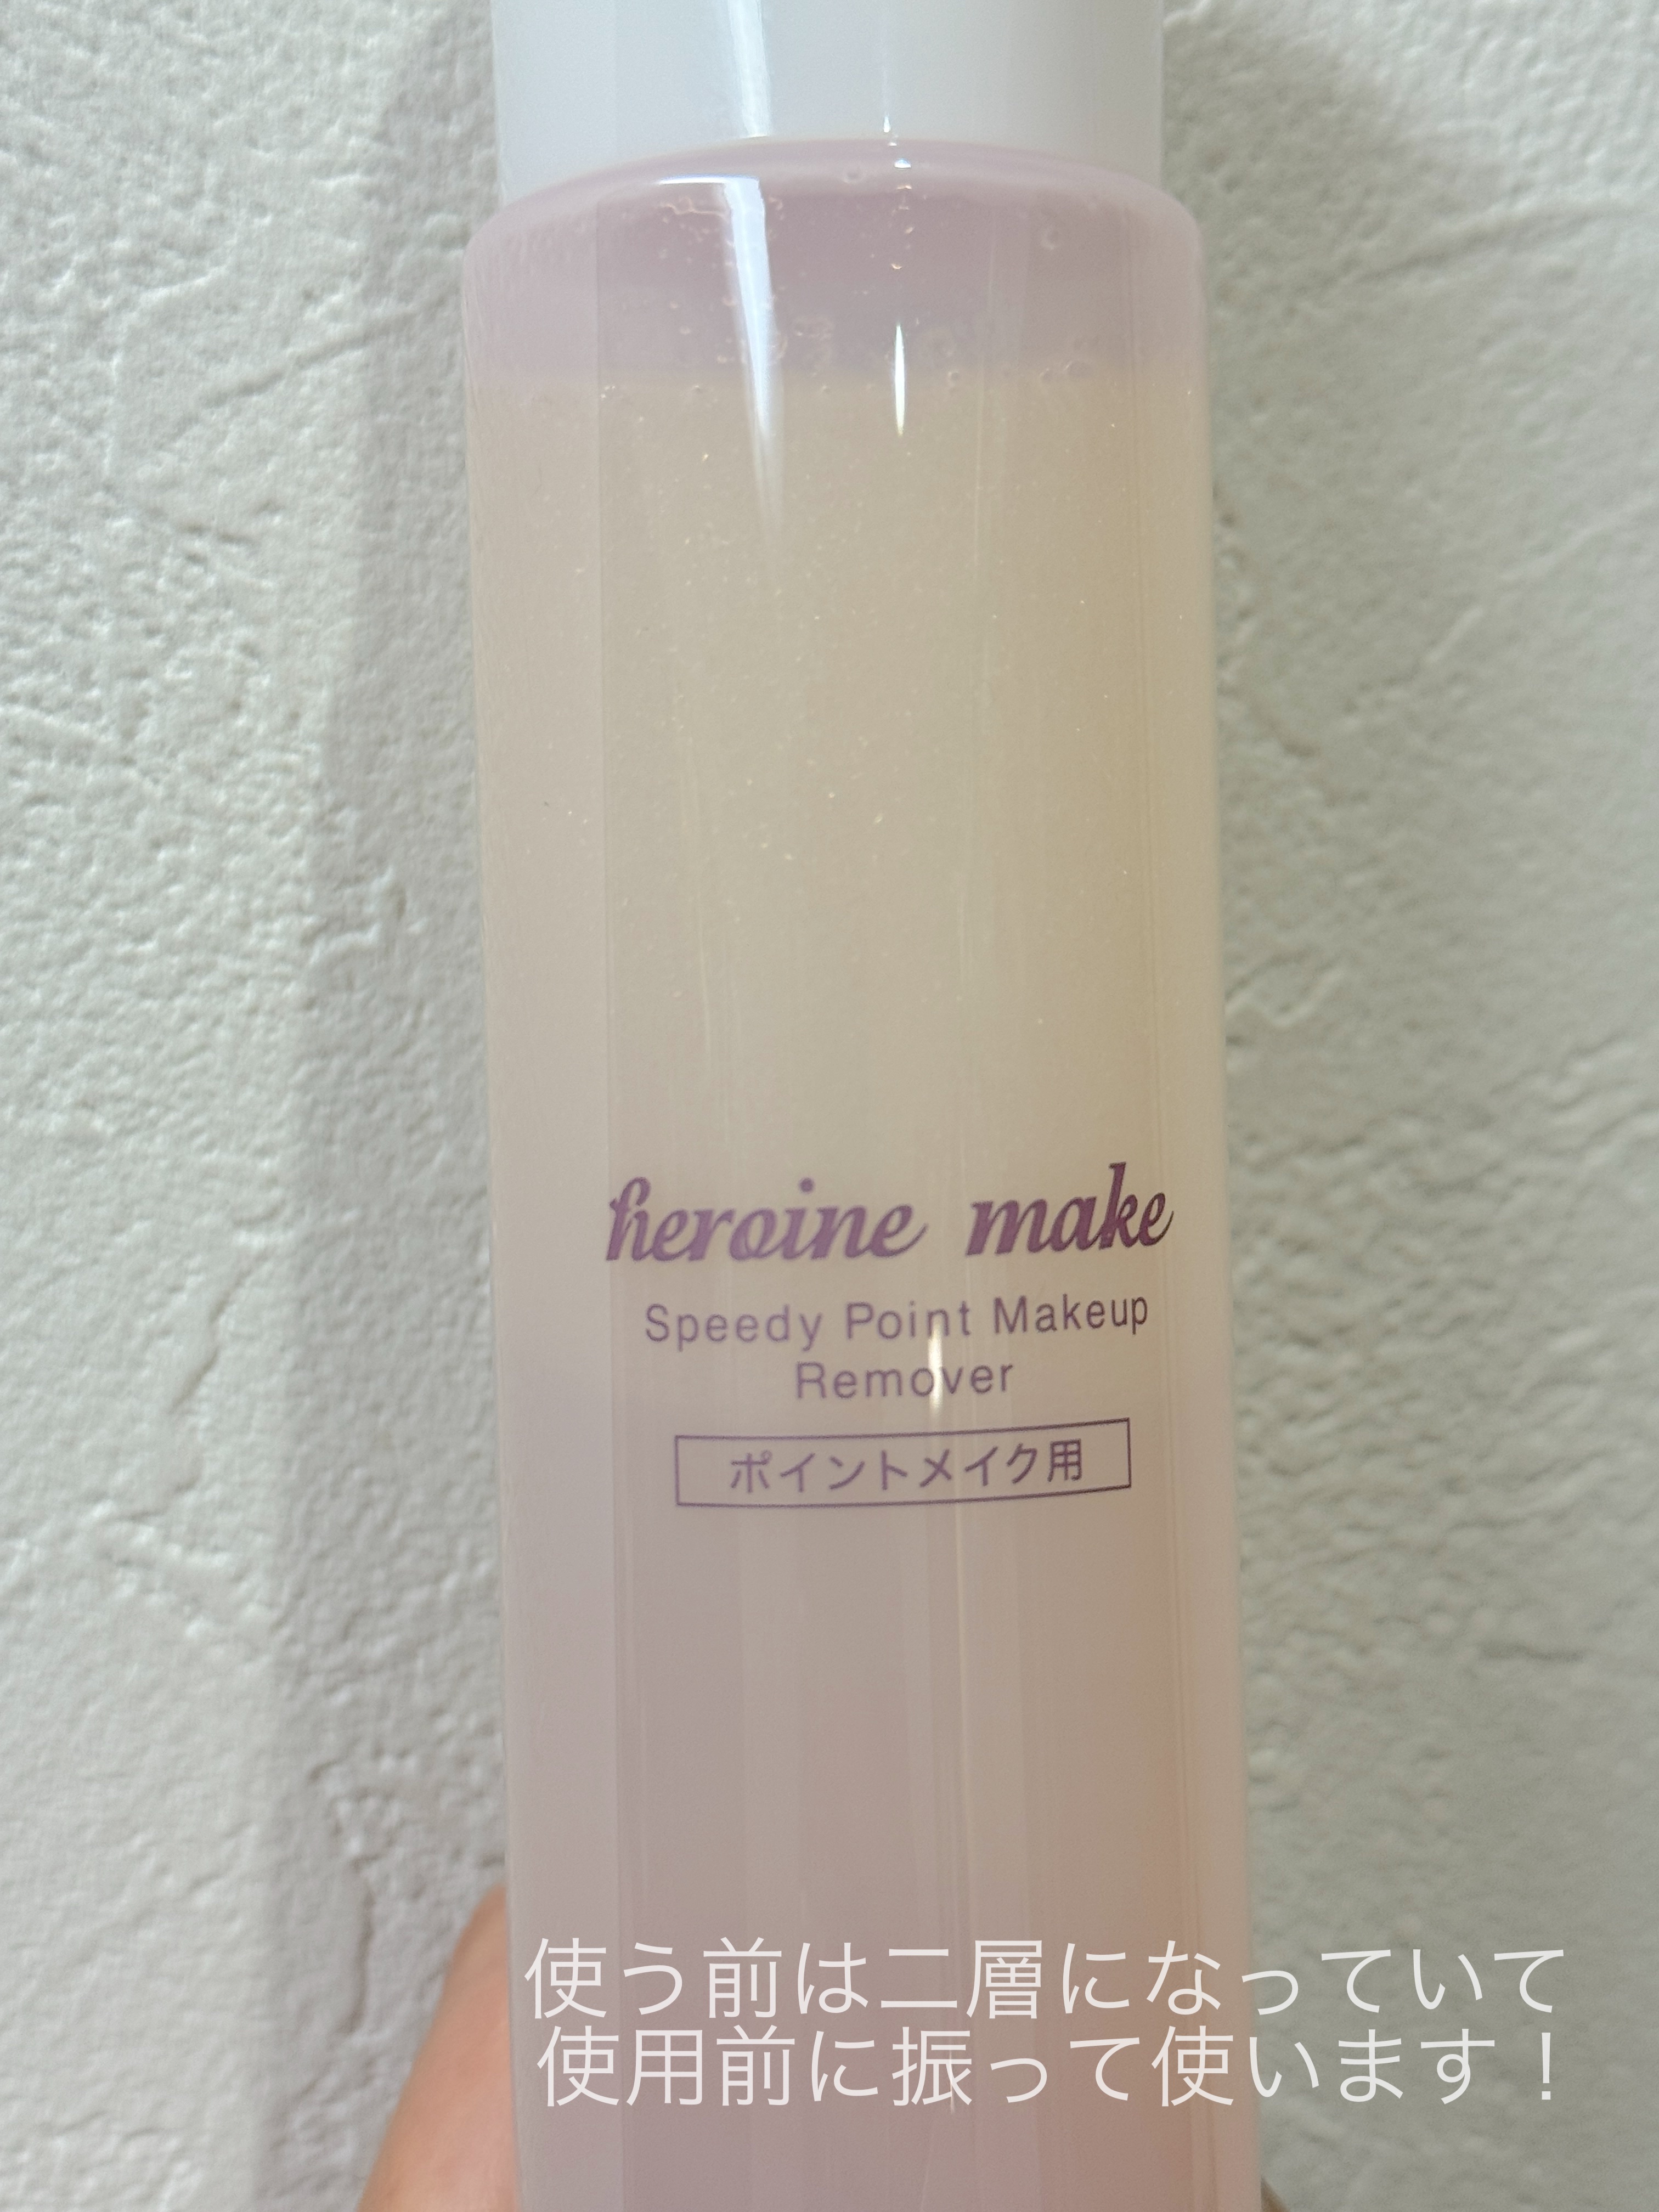 heroine make
Speedy Point Makeup
Remover
ポイントメイク用
使う前は二層になっていて
使用前に振って使います！